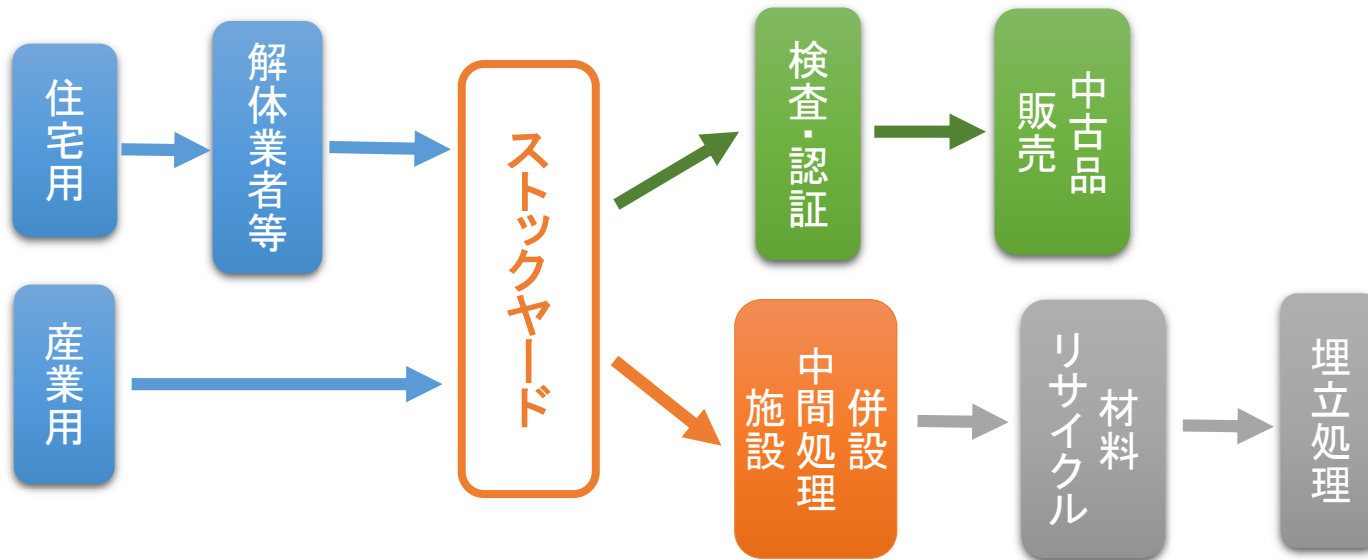 住宅用
解体業者等
産業用
ストックヤード
検査・認証
中古品
販売
併設
中間処理
施設
材料
リサイクル
埋立処理